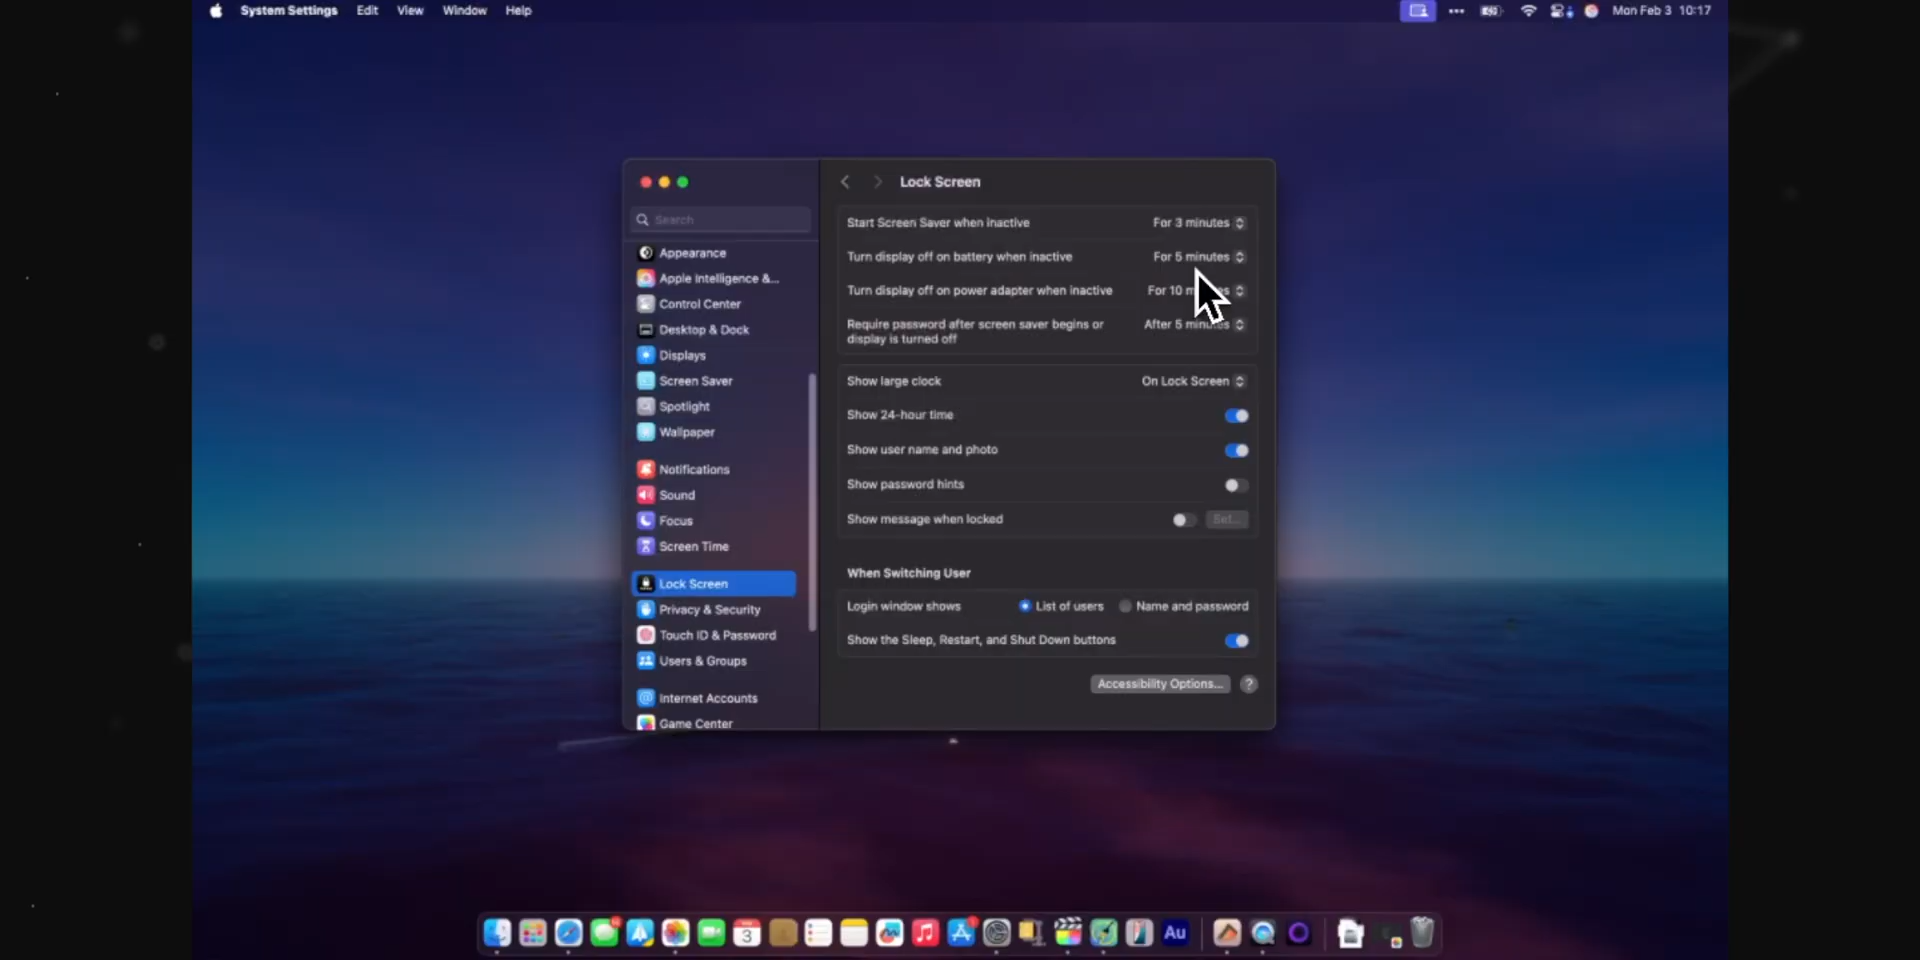 System Settings Edit View Window Help
Mon Feb 3 10:17
Lock Screen
Search
Appearance
Apple Intelligence &...
Control Center
Desktop & Dock
Displays
Screen Saver
Spotlight
Wallpaper
Notifications
Sound
Focus
Screen Time
Lock Screen
Privacy & Security
Touch ID & Password
Users & Groups
Internet Accounts
Game Center
Start Screen Saver when inactive For 3 minutes
Turn display off on battery when inactive For 5 minutes
Turn display off on power adapter when inactive For 10
Require password after screen saver begins or After 5 minutes
display is turned off
Show large clock On Lock Screen
Show 24-hour time
Show user name and photo
Show password hints
Show message when locked Set...
When Switching User
Login window shows List of users Name and password
Show the Sleep, Restart, and Shut Down buttons
Accessibility Options... ?
3
Au